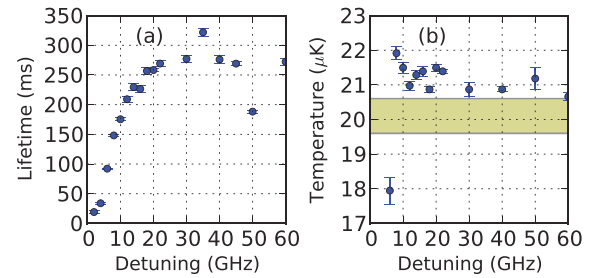 350
300
250
200
150
100
50
0
Lifetime (ms)
(a)
0 10 20 30 40 50 60
Detuning (GHz)
23
22
21
20
19
18
17
Temperature (μK)
(b)
0 10 20 30 40 50 60
Detuning (GHz)